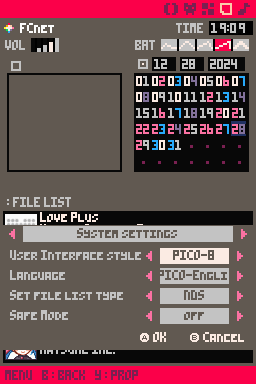 FCnet
TIME 19:09
VOL
BAT
12 28 2024
01 02 03 04 05 06 07
08 09 10 11 12 13 14
15 16 17 18 19 20 21
22 23 24 25 26 27 28
29 30 31
:FILE LIST
Love Plus
SYSTEM SETTINGS
USER INTERFACE STYLE PICO-8
LANGUAGE PICO-ENGLI
SET FILE LIST TYPE NDS
SAFE MODE OFF
A OK B CANCEL
MENU B:BACK Y:PROP